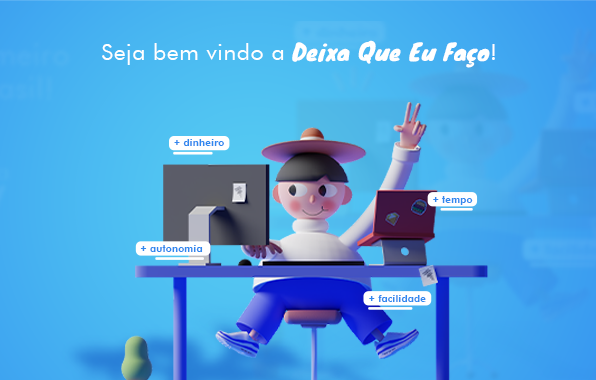 Seja bem vindo a Deixa Que Eu Faço!
+ dinheiro
+ tempo
+ autonomia
+ facilidade